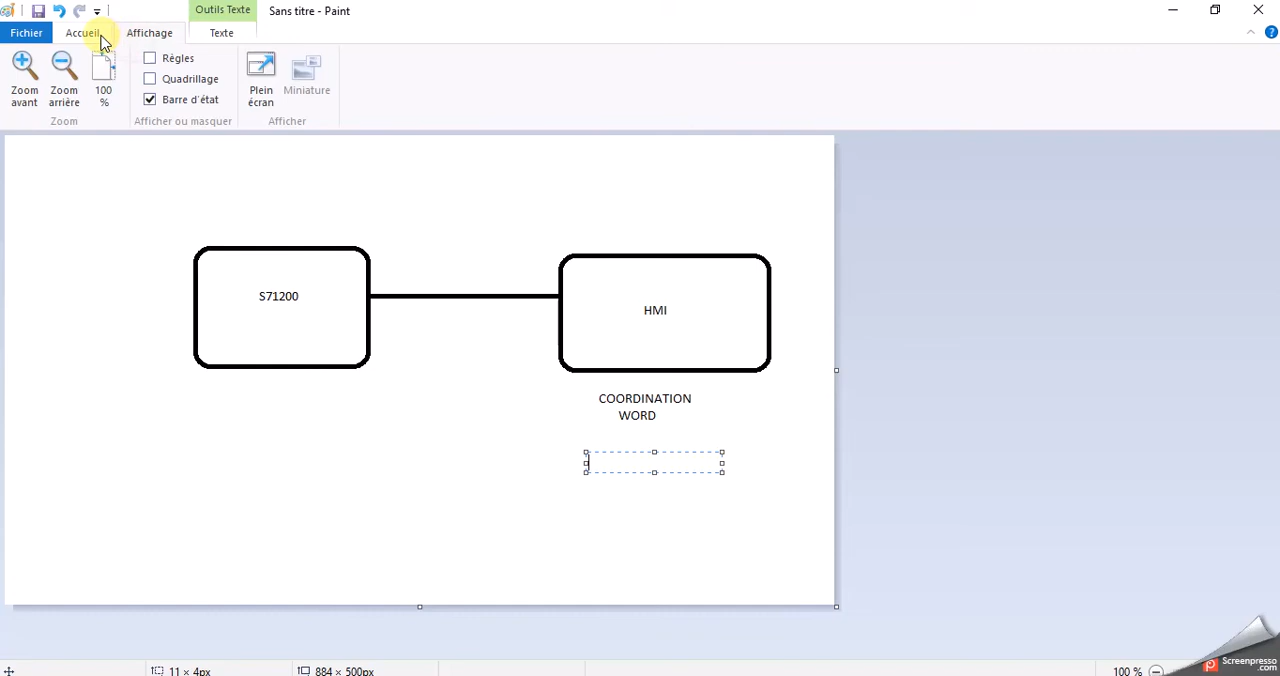 Outils Texte
Sans titre - Paint
Fichier
Accueil
Affichage
Texte
Zoom avant
Zoom arrière
100 %
Règles
Quadrillage
Barre d'état
Plein écran
Miniature
Zoom
Afficher ou masquer
Afficher
S71200
HMI
COORDINATION
WORD
11 × 4px
884 × 500px
100 %
Screenpresso
.com